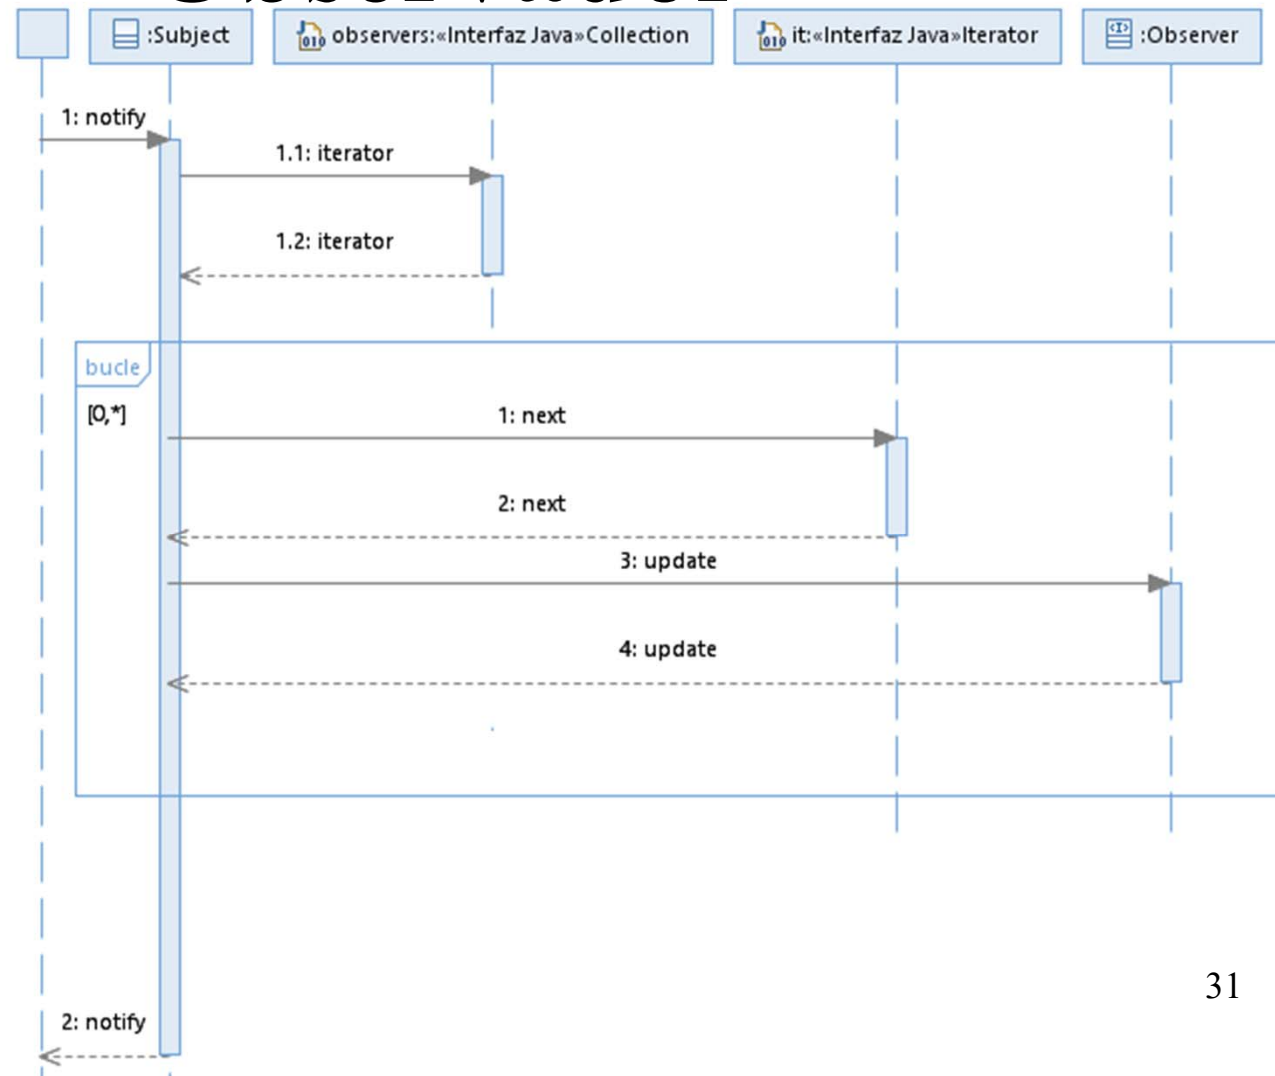 :Subject
observers:«Interfaz Java»Collection
it:«Interfaz Java»Iterator
:Observer
1: notify
1.1: iterator
1.2: iterator
bucle
[0,*]
1: next
2: next
3: update
4: update
31
2: notify